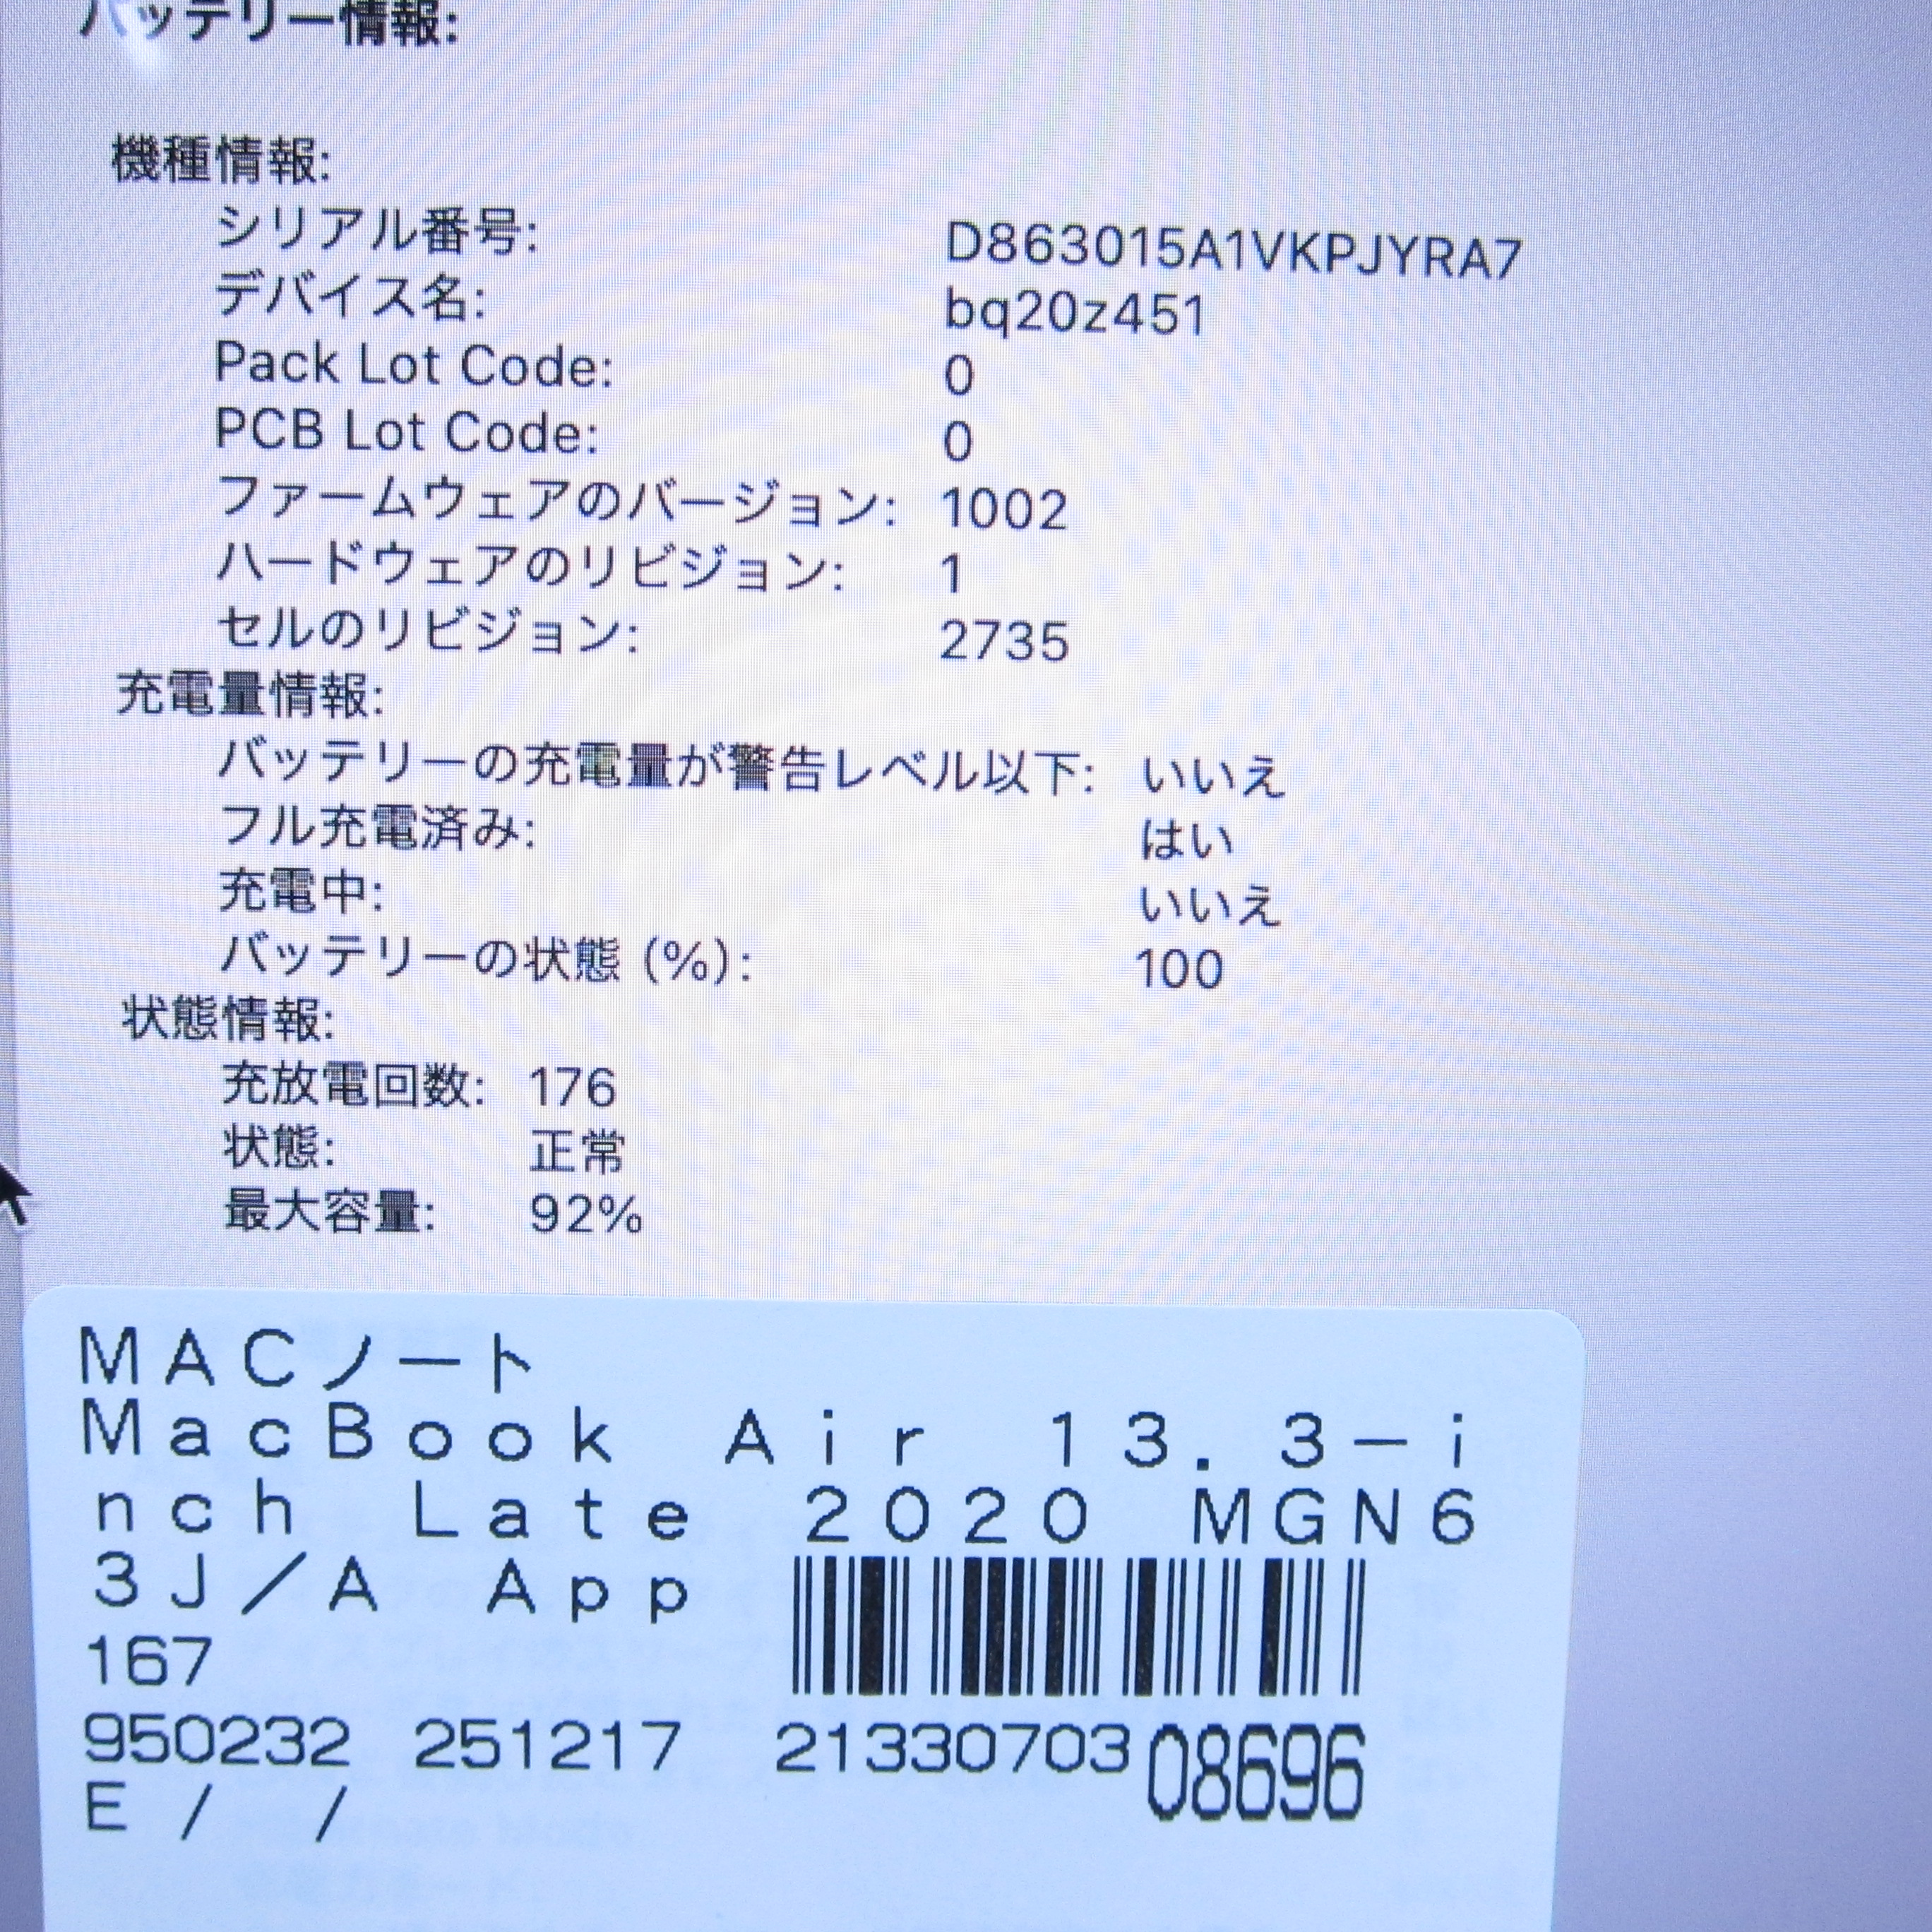 バッテリー情報:
機種情報:
シリアル番号: D863015A1VKPJYRA7
デバイス名: bq20z451
Pack Lot Code: 0
PCB Lot Code: 0
ファームウェアのバージョン: 1002
ハードウェアのリビジョン: 1
セルのリビジョン: 2735
充電量情報:
バッテリーの充電量が警告レベル以下: いいえ
フル充電済み: はい
充電中: いいえ
バッテリーの状態 (%): 100
状態情報:
充放電回数: 176
状態: 正常
最大容量: 92%
MACノート
MacBook Air 13.3-i
nch Late 2020 MGN6
3J/A App
167
950232 251217 2133070308696
E / /